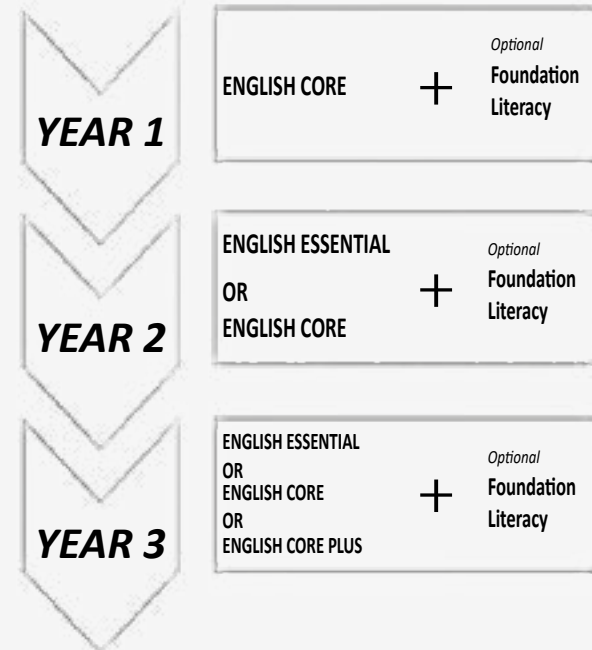 YEAR 1
ENGLISH CORE
+
Optional
Foundation
Literacy
YEAR 2
ENGLISH ESSENTIAL
OR
ENGLISH CORE
+
Optional
Foundation
Literacy
YEAR 3
ENGLISH ESSENTIAL
OR
ENGLISH CORE
OR
ENGLISH CORE PLUS
+
Optional
Foundation
Literacy